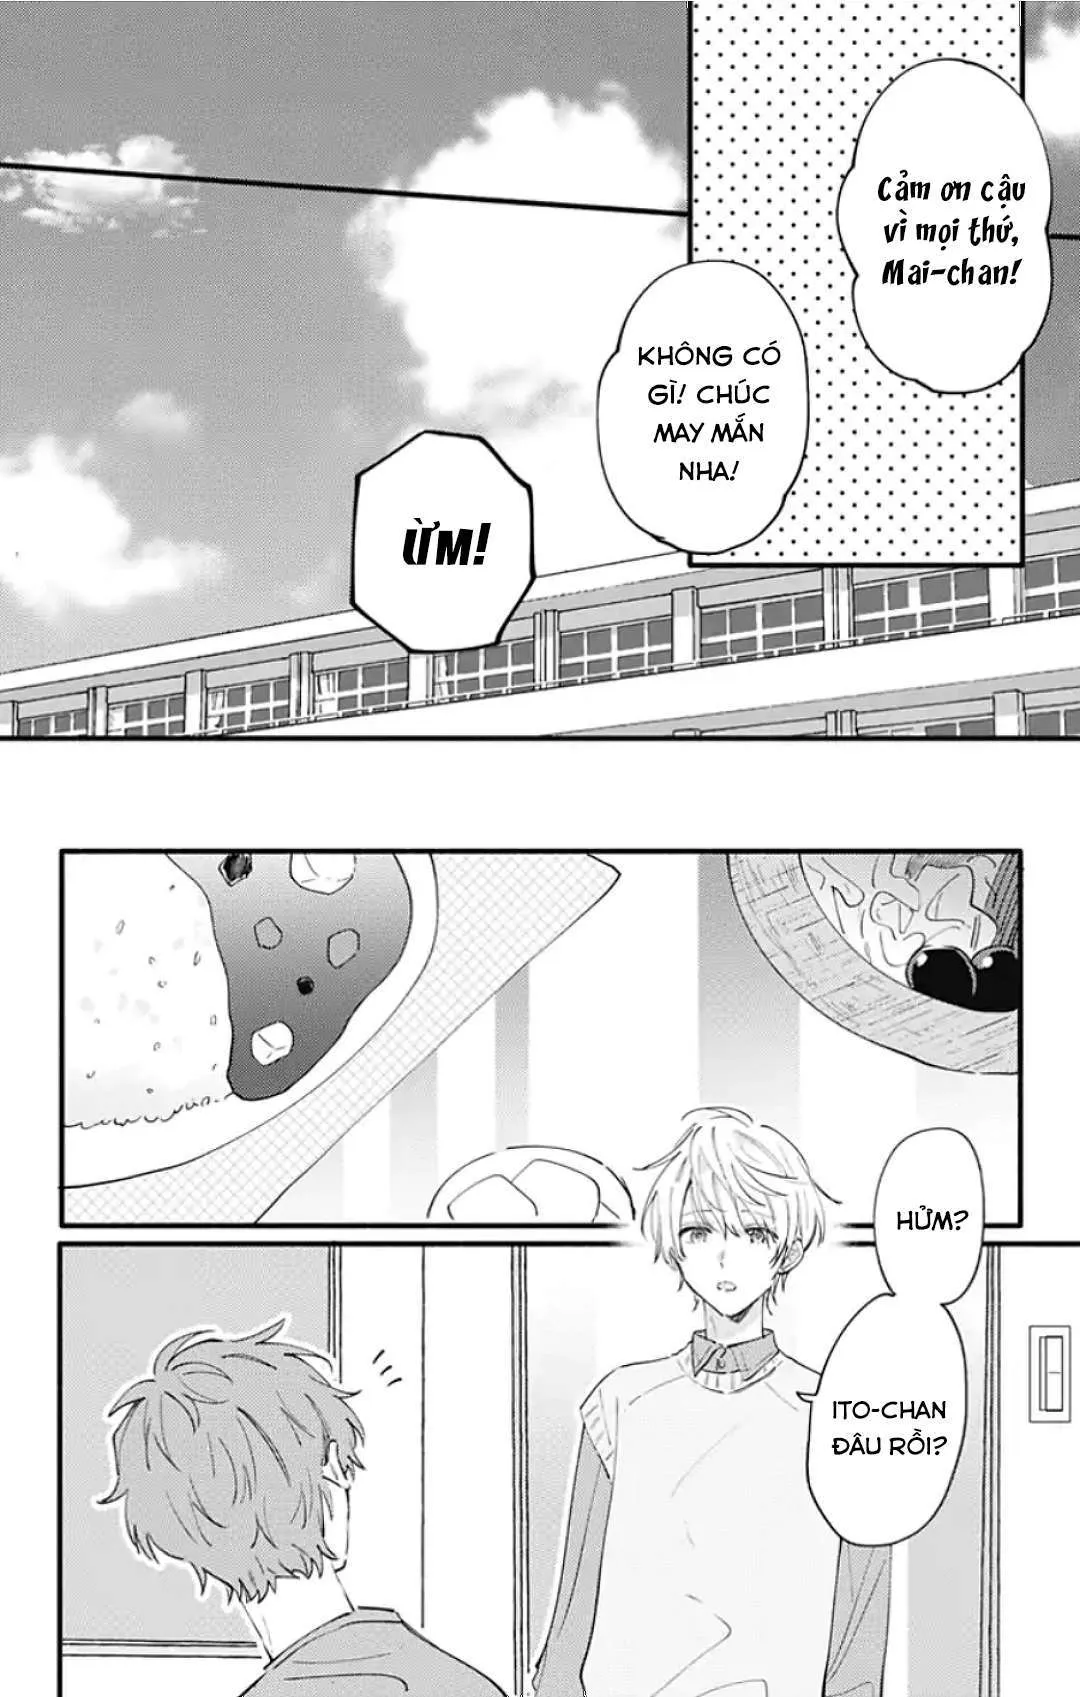 Cảm ơn cậu
vì mọi thứ,
Mai-chan!
KHÔNG CÓ
GÌ! CHÚC
MAY MẮN
NHA!
ỪM!
HỬM?
ITO-CHAN
ĐÂU RỒI?